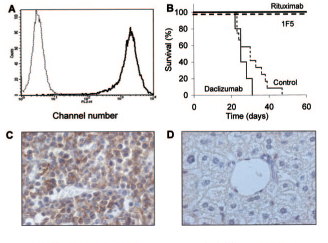 A
B
Rituximab
1F5
Survival (%)
100
80
60
40
20
0
Control
Daclizumab
0
20
40
60
Channel number
Time (days)
C
D